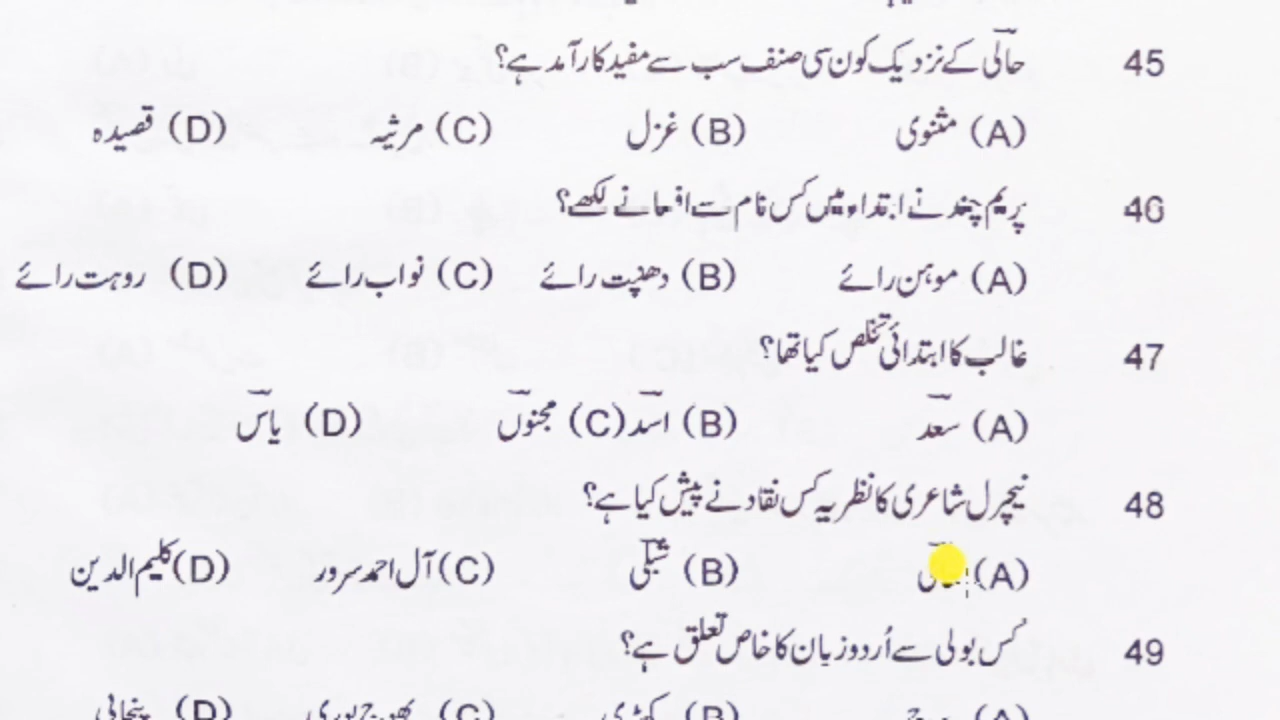 45 حالی کے نزدیک کون سی صنف سب سے مفید کارآمد ہے؟
(A) مثنوی (B) غزل (C) مرثیہ (D) قصیدہ
46 پریم چند نے ابتداء میں کس نام سے افسانے لکھے؟
(A) موہن رائے (B) دھنپت رائے (C) نواب رائے (D) روہت رائے
47 غالب کا ابتدائی تخلص کیا تھا؟
(A) سعد (B) اسد (C) مجنوں (D) یاس
48 نیچرل شاعری کا نظریہ کس نقاد نے پیش کیا ہے؟
(A) (B) شبلی (C) آل احمد سرور (D) کلیم الدین
49 کس بولی سے اُردو زبان کا خاص تعلق ہے؟
(A) (B) (C) بھوجپوری (D) پنجابی